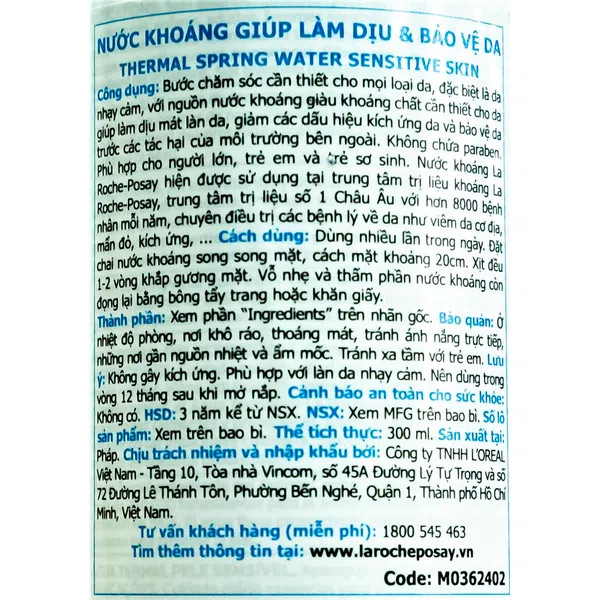 NƯỚC KHOÁNG GIÚP LÀM DỊU & BẢO VỆ DA
THERMAL SPRING WATER SENSITIVE SKIN
Công dụng: Bước chăm sóc cần thiết cho mọi loại da, đặc biệt là da
nhạy cảm, với nguồn nước khoáng giàu khoáng chất cần thiết cho da
giúp làm dịu mát làn da, giảm các dấu hiệu kích ứng da và bảo vệ da
trước các tác hại của môi trường bên ngoài. Không chứa paraben.
Phù hợp cho người lớn, trẻ em và trẻ sơ sinh. Nước khoáng La
Roche-Posay hiện được sử dụng tại trung tâm trị liêu khoáng La
Roche-Posay, trung tâm trị liệu số 1 Châu Âu với hơn 8000 bệnh
nhân mỗi năm, chuyên điều trị các bệnh lý về da như viêm da cơ địa,
mẩn đỏ, kích ứng, ... Cách dùng: Dùng nhiều lần trong ngày. Đặt
chai nước khoáng song song mặt, cách mặt khoảng 20cm. Xịt đều
1-2 vòng khắp gương mặt. Vỗ nhẹ và thấm phần nước khoáng còn
đọng lại bằng bông tẩy trang hoặc khăn giấy.
Thành phần: Xem phần "Ingredients" trên nhãn gốc. Bảo quản: Ở
nhiệt độ phòng, nơi khô ráo, thoáng mát, tránh ánh nắng trực tiếp,
những nơi gần nguồn nhiệt và ẩm mốc. Tránh xa tầm với trẻ em. Lưu
ý: Không gây kích ứng. Phù hợp với làn da nhạy cảm. Nên dùng trong
vòng 12 tháng sau khi mở nắp. Cảnh báo an toàn cho sức khỏe:
Không có. HSD: 3 năm kể từ NSX. NSX: Xem MFG trên bao bì. Số lô
sản phẩm: Xem trên bao bì. Thể tích thực: 300 ml. Sản xuất tại:
Pháp. Chịu trách nhiệm và nhập khẩu bởi: Công ty TNHH L'OREAL
Việt Nam - Tầng 10, Tòa nhà Vincom, số 45A Đường Lý Tự Trọng và số
72 Đường Lê Thánh Tôn, Phường Bến Nghé, Quận 1, Thành phố Hồ Chí
Minh, Việt Nam.
Tư vấn khách hàng (miễn phí): 1800 545 463
Tìm thêm thông tin tại: www.larocheposay.vn
Code: M0362402